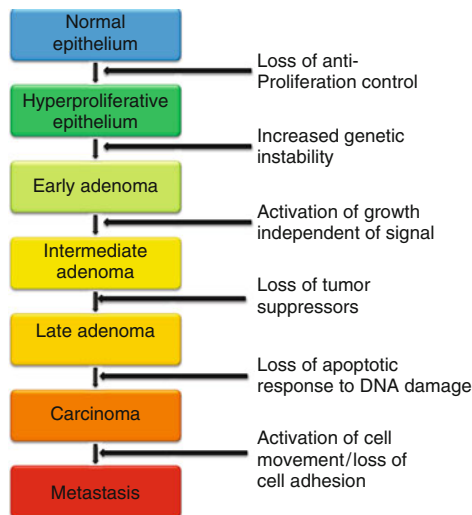 Normal
epithelium
Loss of anti-
Proliferation control
Hyperproliferative
epithelium
Increased genetic
instability
Early adenoma
Activation of growth
independent of signal
Intermediate
adenoma
Loss of tumor
suppressors
Late adenoma
Loss of apoptotic
response to DNA damage
Carcinoma
Activation of cell
movement/loss of
cell adhesion
Metastasis